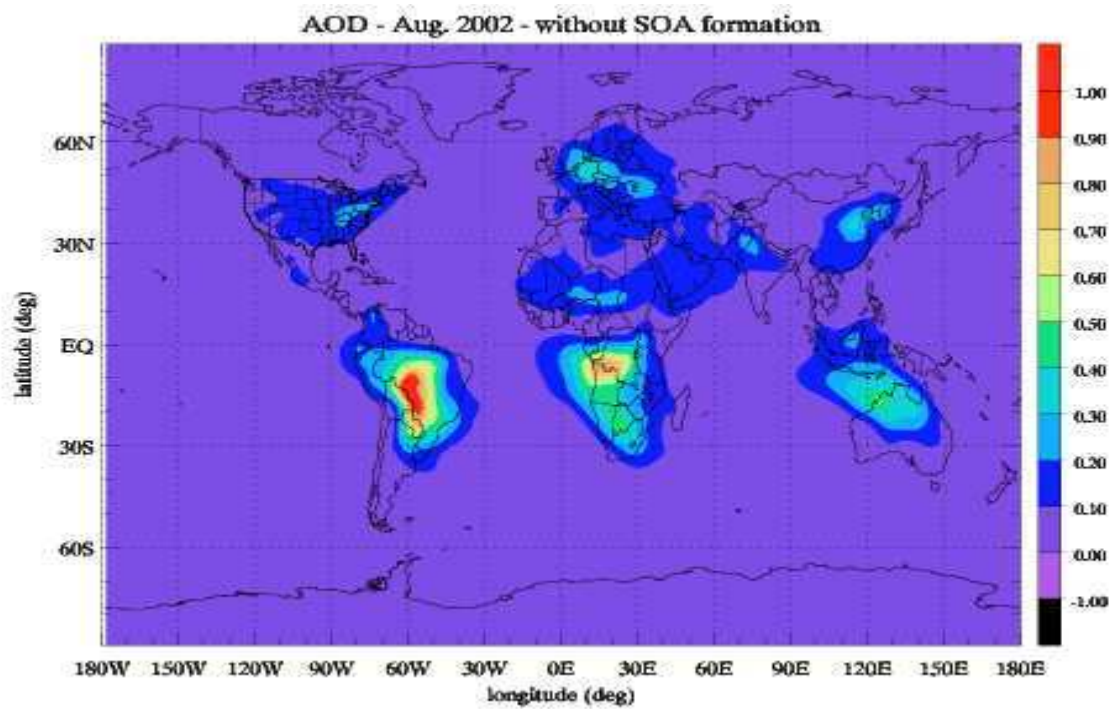 AOD - Aug. 2002 - without SOA formation
1.00
0.90
0.80
0.70
0.60
0.50
0.40
0.30
0.20
0.10
0.00
-1.00
60N
30N
EQ
30S
60S
latitude (deg)
180W 150W 120W 90W 60W 30W 0E 30E 60E 90E 120E 150E 180E
longitude (deg)